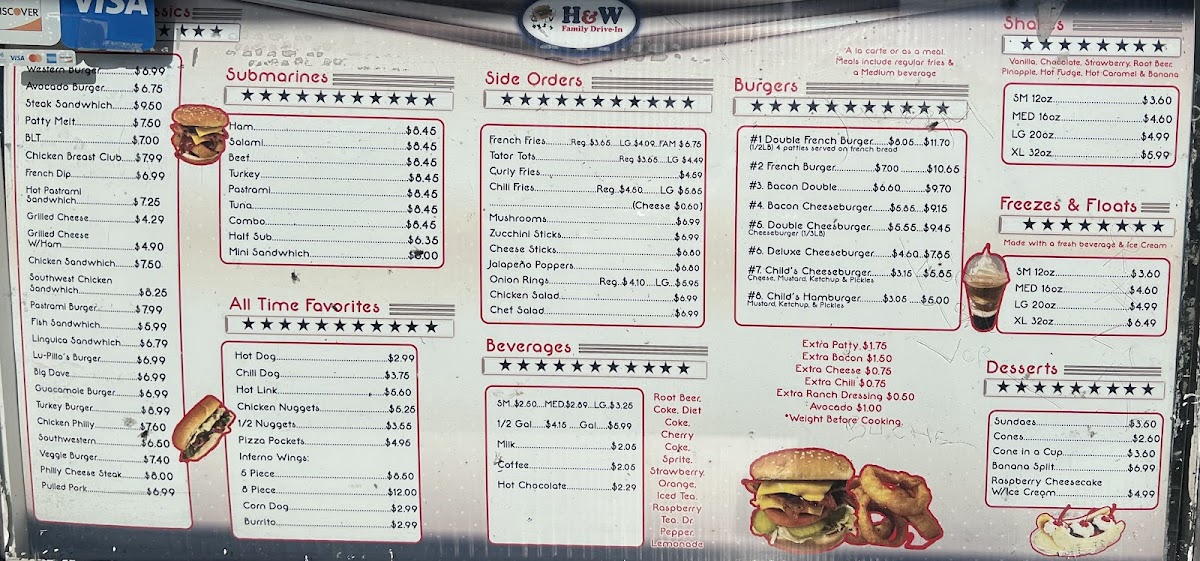 DISCOVER
VISA
VISA
H&W
Family Drive-In
ssics
Western Burger $6.99
Avocado Burger $6.75
Steak Sandwhich $9.50
Patty Melt $7.50
BLT $7.00
Chicken Breast Club $7.99
French Dip $6.99
Hot Pastrami
Sandwhich $7.25
Grilled Cheese $4.29
Grilled Cheese
W/Ham $4.90
Chicken Sandwhich $7.50
Southwest Chicken
Sandwhich $8.25
Pastrami Burger $7.99
Fish Sandwhich $5.99
Linguica Sandwhich $6.79
Lu-Pillo's Burger $6.99
Big Dave $6.99
Guacamole Burger $6.99
Turkey Burger
Chicken Philly $7.60
Southwestern $6.50
Veggie Burger $7.40
Philly Cheese Steak $8.00
Pulled Pork $6.99
Submarines
Ham $8.45
Salami $8.45
Beef $8.45
Turkey $8.45
Pastrami $8.45
Tuna $8.45
Combo $8.45
Half Sub $6.35
Mini Sandwhich
All Time Favorites
Hot Dog $2.99
Chili Dog $3.75
Hot Link $5.60
Chicken Nuggets $5.25
1/2 Nuggets $3.55
Pizza Pockets $4.95
Inferno Wings:
5 Piece $8.50
8 Piece $12.00
Corn Dog $2.99
Burrito $2.99
Side Orders
French Fries Reg. $3.65 LG $4.09 FAM $6.75
Tator Tots Reg $3.65 LG $4.49
Curly Fries $4.59
Chili Fries Reg $4.50 LG $5.85
(Cheese $0.60)
Mushrooms $6.99
Zucchini Sticks $6.99
Cheese Sticks $6.80
Jalapeño Poppers $6.80
Onion Rings Reg. $4.10 LG $5.95
Chicken Salad $6.99
Chef Salad $6.99
Beverages
SM $2.50 MED $2.89 LG $3.25
1/2 Gal $4.15 Gal $5.99
Milk $2.05
Coffee $2.05
Hot Chocolate $2.29
Root Beer,
Coke, Diet
Coke,
Cherry
Coke,
Sprite,
Strawberry,
Orange,
Iced Tea,
Raspberry
Tea, Dr.
Pepper,
Lemonade
A la carte or as a meal.
Meals include regular fries &
a Medium beverage
Burgers
#1 Double French Burger $8.05 $11.70
(1/2LB) 4 patties served on french bread
#2 French Burger $7.00 $10.65
#3. Bacon Double $6.60 $9.70
#4. Bacon Cheeseburger $5.85 $9.15
#5. Double Cheesburger $5.55 $9.45
Cheeseburger (1/3LB)
#6. Deluxe Cheeseburger $4.60 $7.85
#7. Child's Cheeseburger $3.15 $5.65
Cheese, Mustard, Ketchup & Pickles
#8. Child's Hamburger $3.05 $5.00
Mustard, Ketchup, & Pickles
Extra Patty $1.75
Extra Bacon $1.50
Extra Cheese $0.75
Extra Chili $0.75
Extra Ranch Dressing $0.50
Avocado $1.00
*Weight Before Cooking.
Shakes
Vanilla, Chocolate, Strawberry, Root Beer,
Pinapple, Hot Fudge, Hot Caramel & Banana
SM 12oz $3.60
MED 16oz $4.60
LG 20oz $4.99
XL 32oz $5.99
Freezes & Floats
Made with a fresh beverage & Ice Cream
SM 12oz $3.60
MED 16oz $4.60
LG 20oz $4.99
XL 32oz $6.49
Desserts
Sundaes $3.60
Cones $2.60
Cone in a Cup $3.60
Banana Split $6.99
Raspberry Cheesecake
W/Ice Cream $4.99